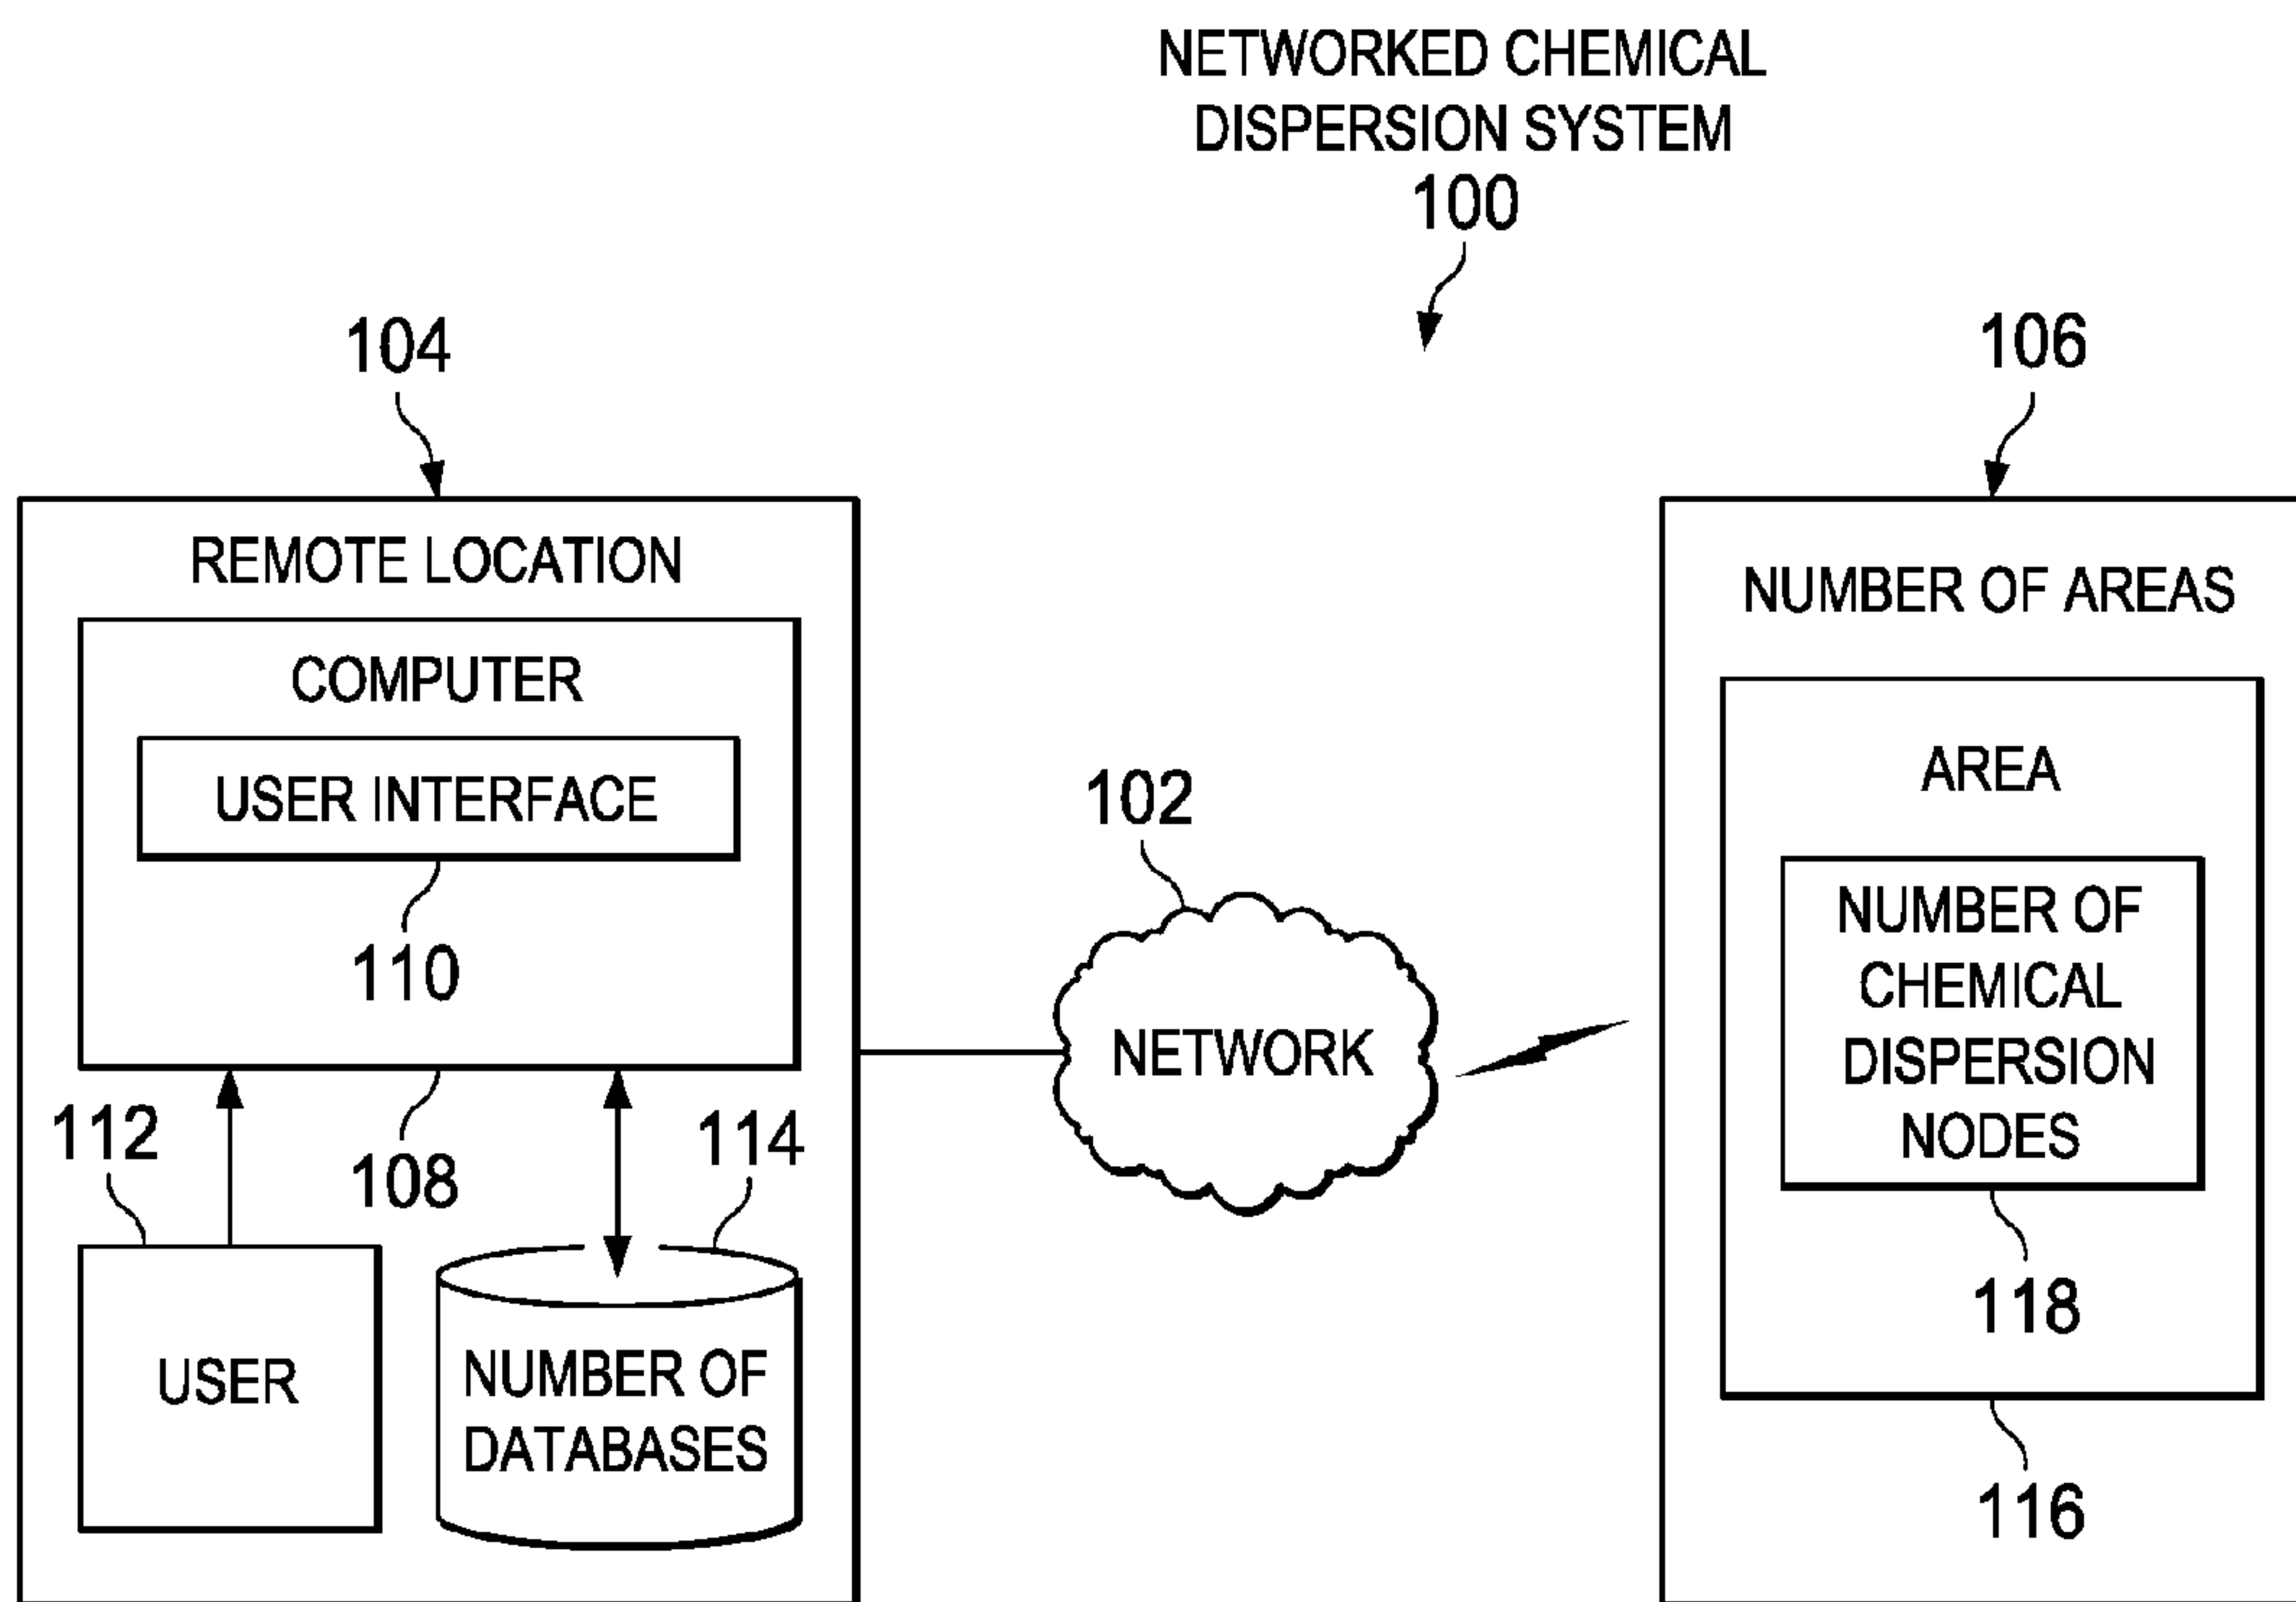 NETWORKED CHEMICAL
DISPERSION SYSTEM
100
104
106
REMOTE LOCATION
COMPUTER
USER INTERFACE
110
112
108
114
USER
NUMBER OF
DATABASES
102
NETWORK
NUMBER OF AREAS
AREA
NUMBER OF
CHEMICAL
DISPERSION
NODES
118
116